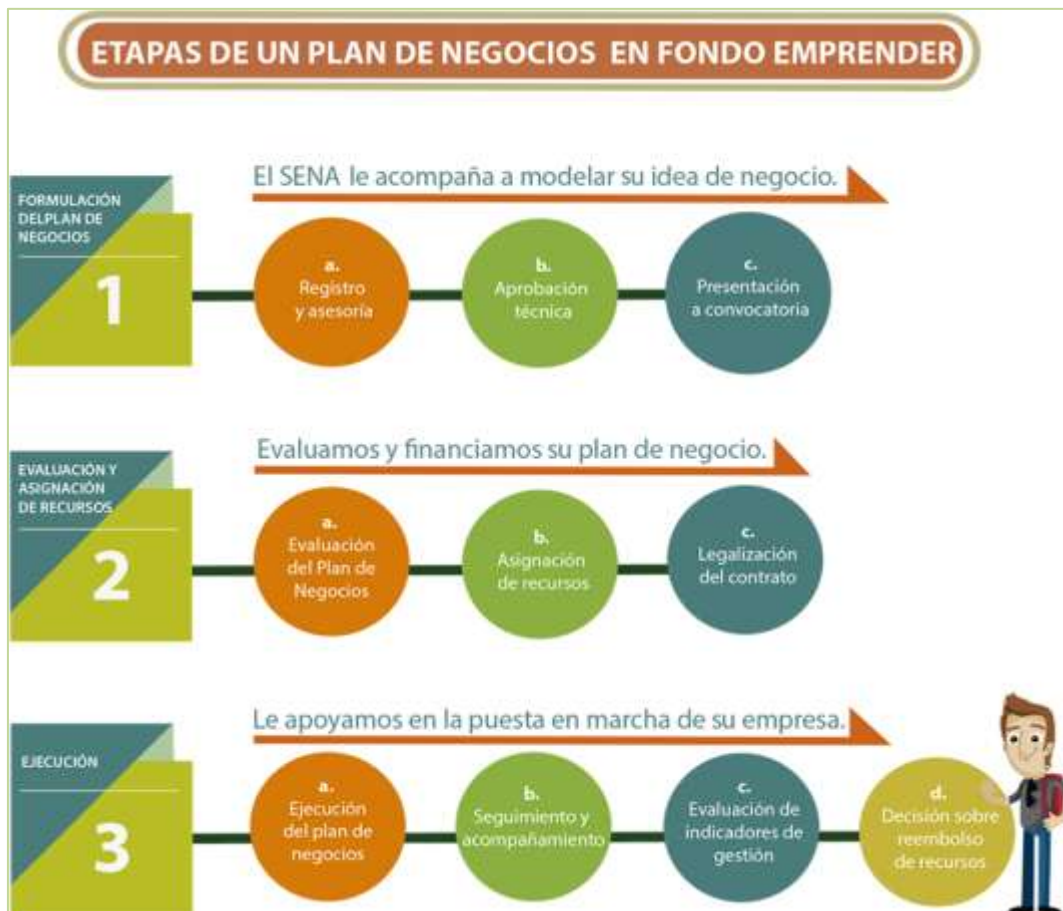 ETAPAS DE UN PLAN DE NEGOCIOS EN FONDO EMPRENDER
El SENA le acompaña a modelar su idea de negocio.
FORMULACIÓN
DELPLAN DE
NEGOCIOS
1
a.
Registro
y asesoría
b.
Aprobación
técnica
c.
Presentación
a convocatoria
Evaluamos y financiamos su plan de negocio.
EVALUACIÓN Y
ASIGNACIÓN
DE RECURSOS
2
a.
Evaluación
del Plan de
Negocios
b.
Asignación
de recursos
c.
Legalización
del contrato
Le apoyamos en la puesta en marcha de su empresa.
EJECUCIÓN
3
a.
Ejecución
del plan de
negocios
b.
Seguimiento y
acompañamiento
c.
Evaluación de
indicadores de
gestión
d.
Decisión sobre
reembolso
de recursos